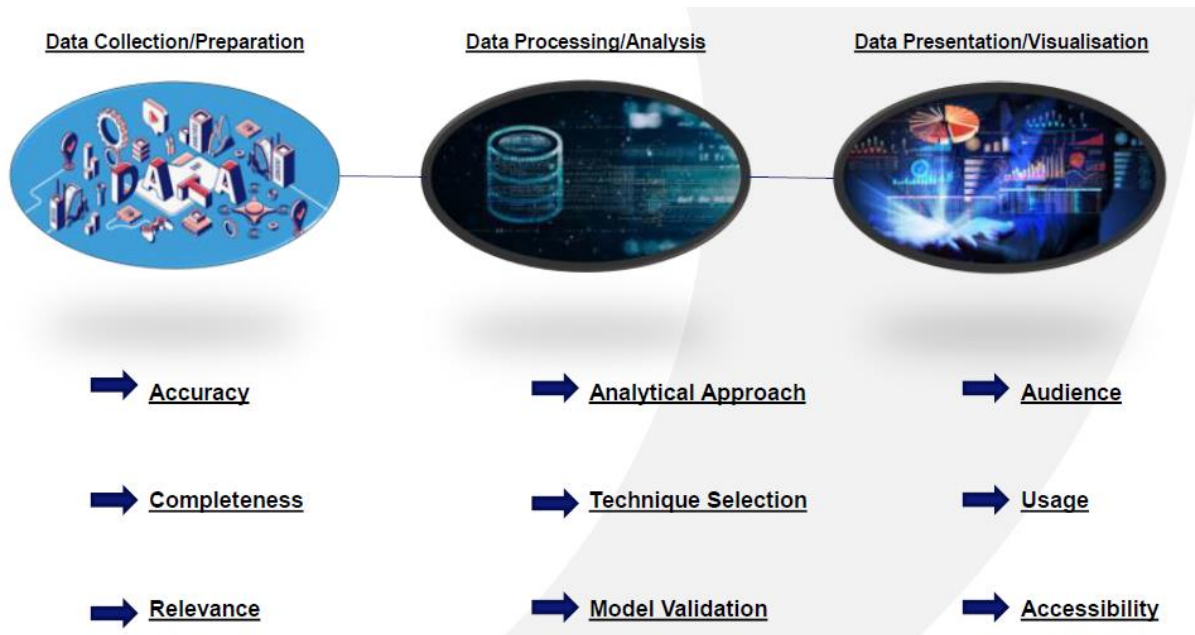 Data Collection/Preparation
Data Processing/Analysis
Data Presentation/Visualisation
DATA
Accuracy
Analytical Approach
Audience
Completeness
Technique Selection
Usage
Relevance
Model Validation
Accessibility